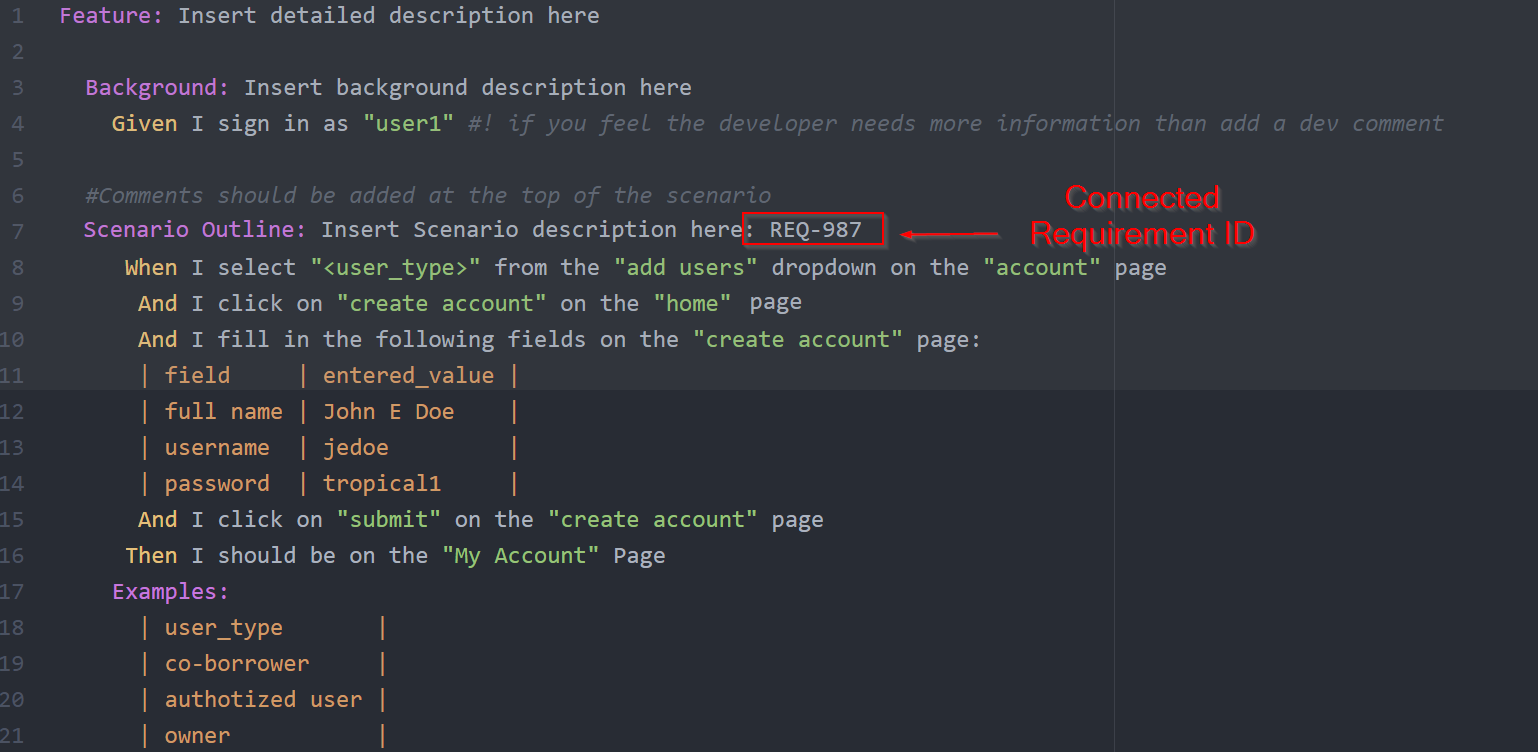 1 Feature: Insert detailed description here
2
3 Background: Insert background description here
4 Given I sign in as "user1" #! if you feel the developer needs more information than add a dev comment
5
6 #Comments should be added at the top of the scenario
7 Scenario Outline: Insert Scenario description here: REQ-987
Connected
Requirement ID
8 When I select "<user_type>" from the "add users" dropdown on the "account" page
9 And I click on "create account" on the "home" page
10 And I fill in the following fields on the "create account" page:
11 | field | entered_value |
12 | full name | John E Doe |
13 | username | jedoe |
14 | password | tropical1 |
15 And I click on "submit" on the "create account" page
16 Then I should be on the "My Account" Page
17 Examples:
18 | user_type |
19 | co-borrower |
20 | authotized user |
21 | owner |